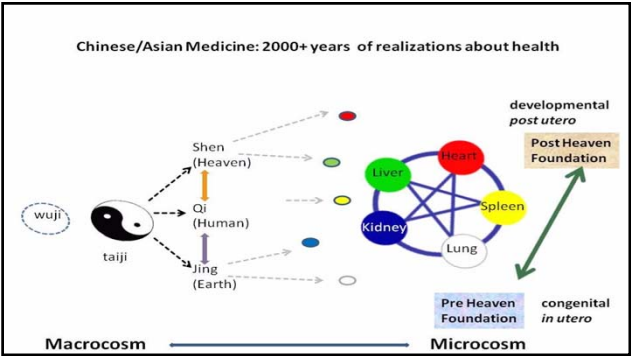 Chinese/Asian Medicine: 2000+ years of realizations about health
wuji
taiji
Shen
(Heaven)
Qi
(Human)
Jing
(Earth)
Heart
Liver
Spleen
Kidney
Lung
developmental
post utero
Post Heaven
Foundation
Pre Heaven
Foundation
congenital
in utero
Macrocosm
Microcosm